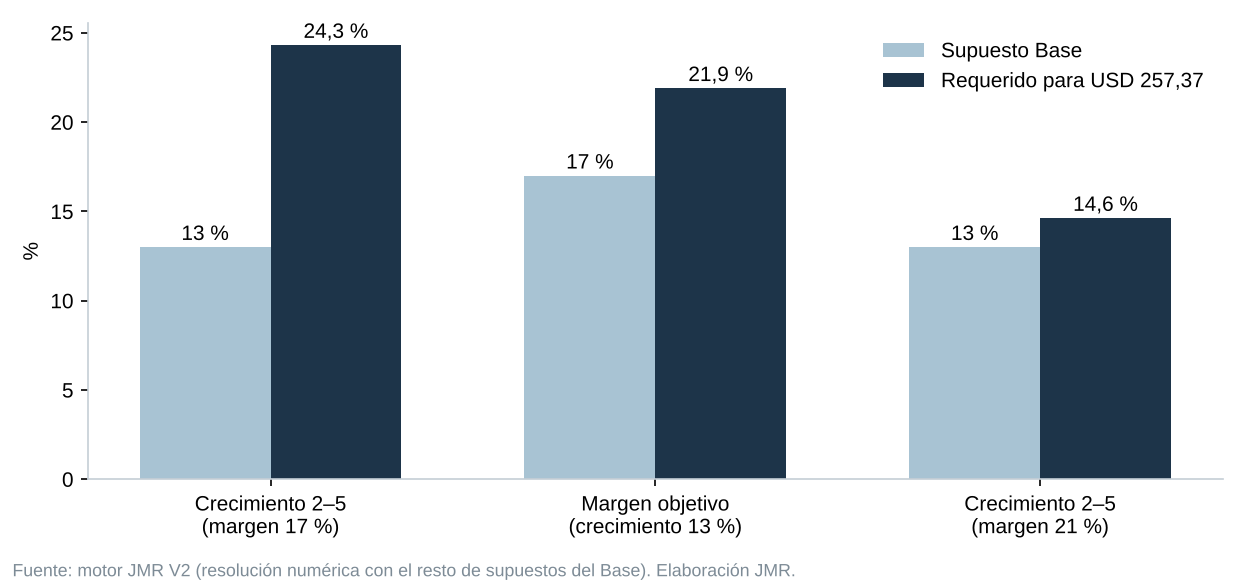 25
20
15
10
5
0
%
24,3 %
21,9 %
17 %
13 %
13 %
14,6 %
Supuesto Base
Requerido para USD 257,37
Crecimiento 2–5
(margen 17 %)
Margen objetivo
(crecimiento 13 %)
Crecimiento 2–5
(margen 21 %)
Fuente: motor JMR V2 (resolución numérica con el resto de supuestos del Base). Elaboración JMR.